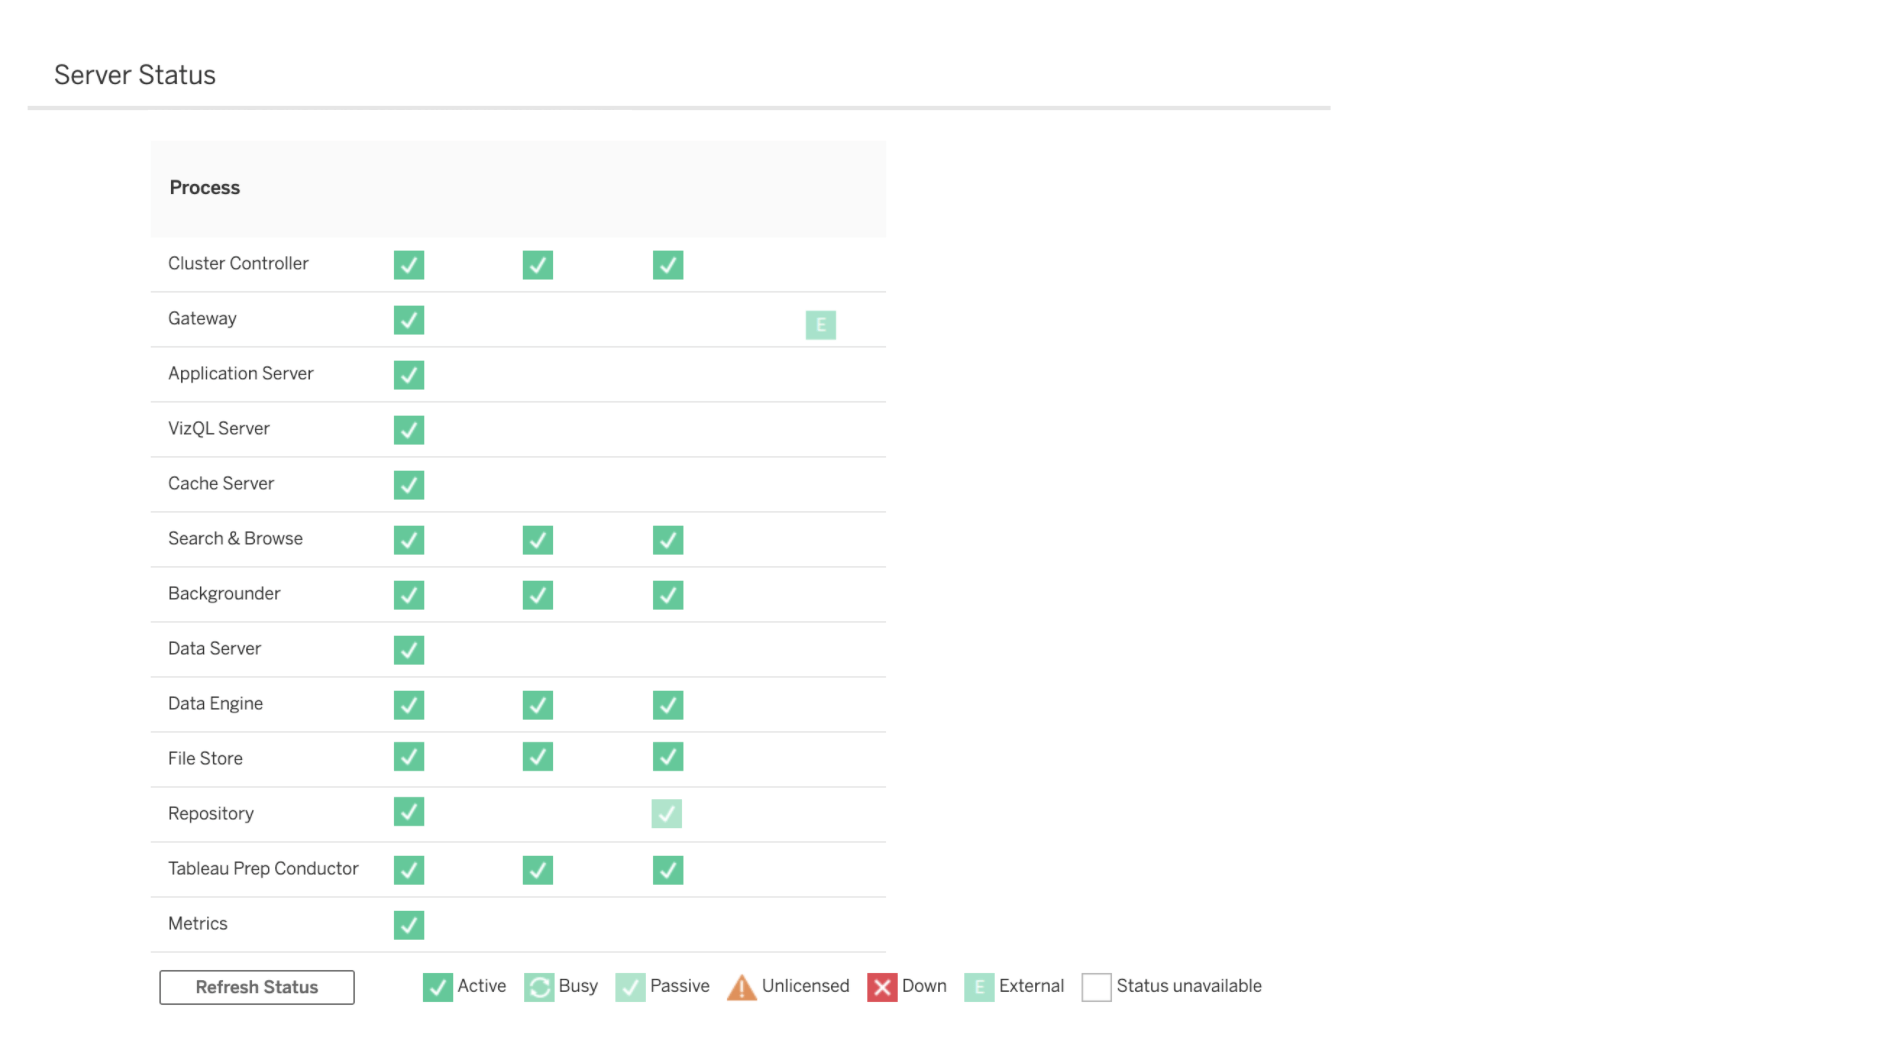 Server Status
Process
Cluster Controller
Gateway E
Application Server
VizQL Server
Cache Server
Search & Browse
Backgrounder
Data Server
Data Engine
File Store
Repository
Tableau Prep Conductor
Metrics
Refresh Status Active Busy Passive Unlicensed Down E External Status unavailable